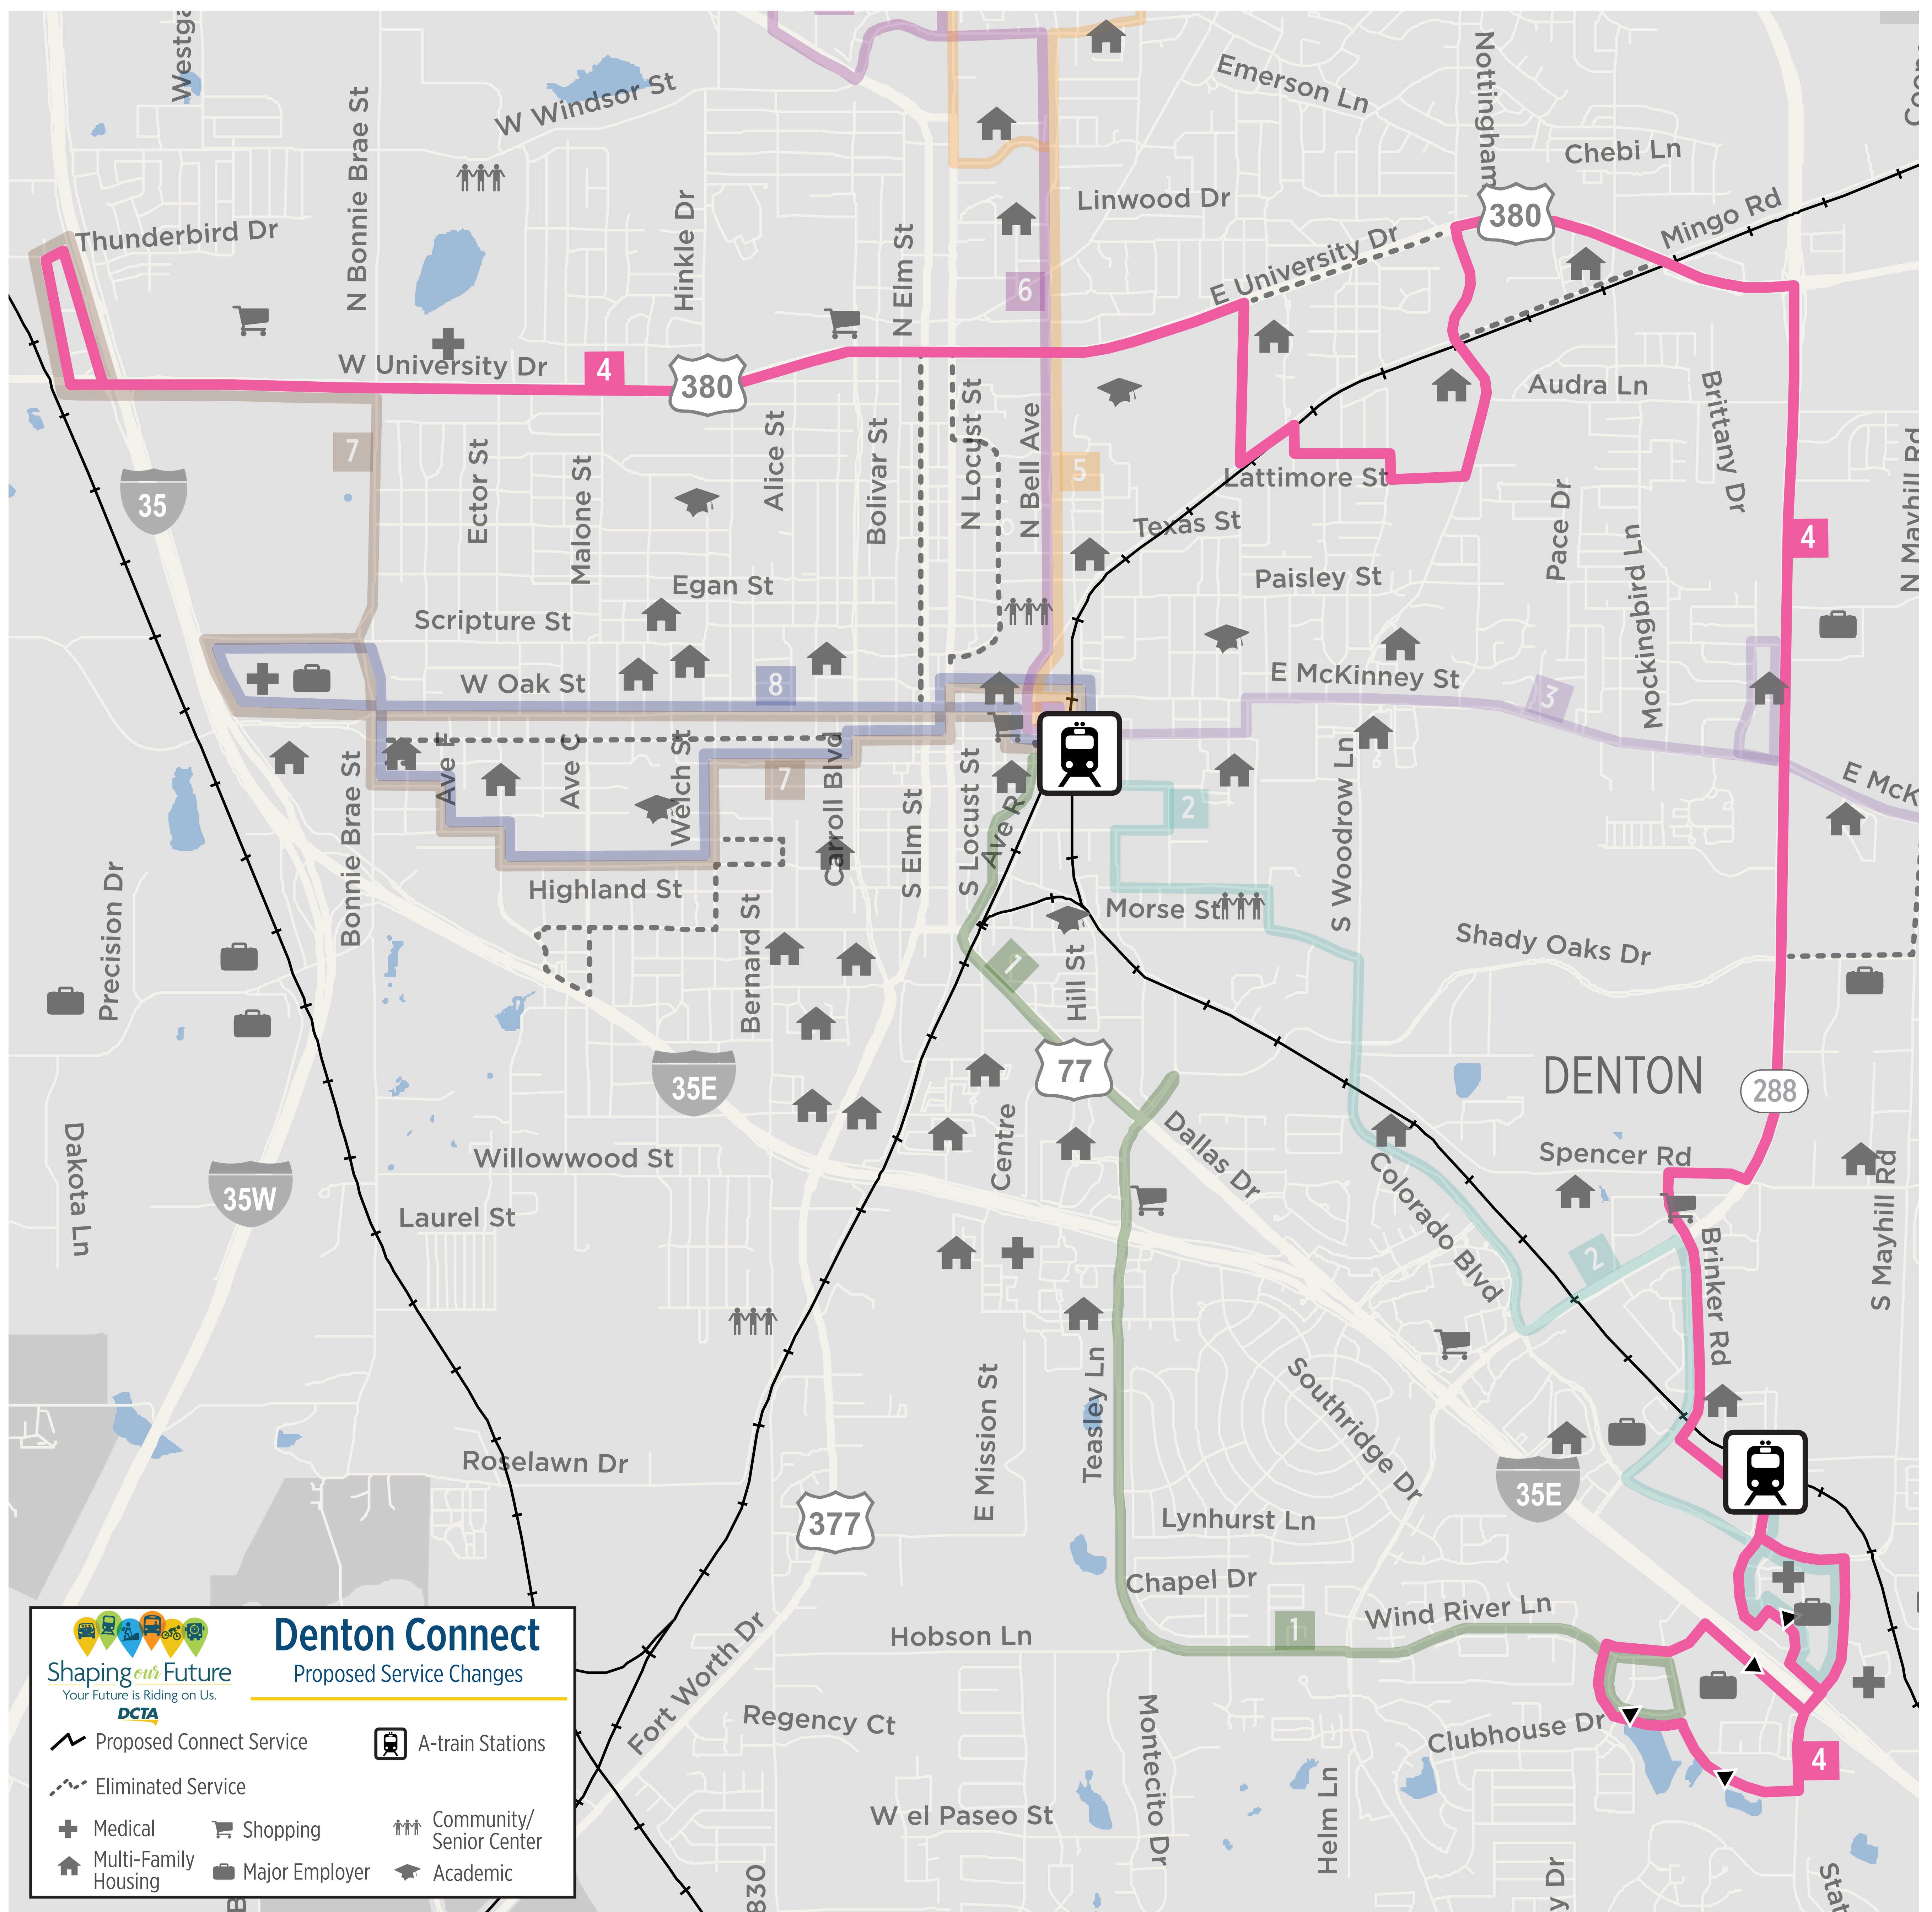 Westga
W Windsor St
Emerson Ln
Nottingham
Chebi Ln
Mingo Rd
380
Linwood Dr
E University Dr
Thunderbird Dr
N Bonnie Brae St
Hinkle Dr
N Elm St
6
W University Dr
4
380
Audra Ln
Brittany Dr
N Mayhill Rd
7
35
Ector St
Malone St
Alice St
Bolivar St
N Locust St
N Bell Ave
5
Lattimore St
Texas St
Pace Dr
4
Egan St
Paisley St
Mockingbird Ln
Scripture St
W Oak St
8
E McKinney St
3
E McK
Bonnie Brae St
Ave F
Ave C
Welch St
7
Carroll Blvd
S Elm St
S Locust St
Ave R
2
S Woodrow Ln
Precision Dr
Highland St
Morse St
Bernard St
1
Hill St
Shady Oaks Dr
35E
77
DENTON
288
Dakota Ln
35W
Willowwood St
Centre
Dallas Dr
Colorado Blvd
Spencer Rd
S Mayhill Rd
Laurel St
2
Brinker Rd
Roselawn Dr
E Mission St
Teasley Ln
Southridge Dr
35E
377
Lynhurst Ln
Chapel Dr
Wind River Ln
Hobson Ln
1
Fort Worth Dr
Regency Ct
Montecito Dr
Clubhouse Dr
4
W el Paseo St
Helm Ln
830
y Dr
Stat
B
Shaping our Future
Your Future is Riding on Us.
DCTA
Denton Connect
Proposed Service Changes
Proposed Connect Service
A-train Stations
Eliminated Service
Medical
Shopping
Community/
Senior Center
Multi-Family
Housing
Major Employer
Academic